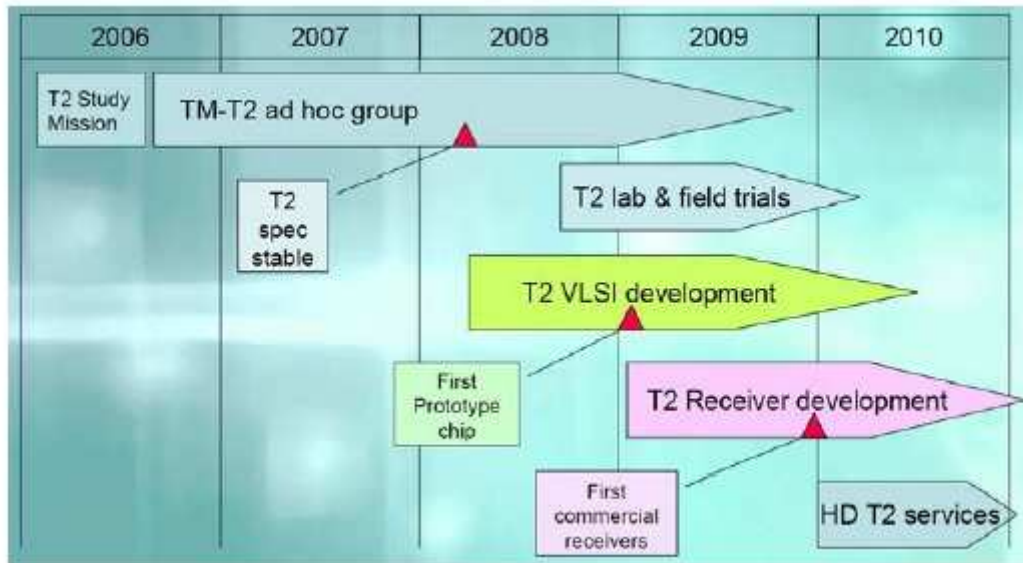 2006 2007 2008 2009 2010
T2 Study
Mission
TM-T2 ad hoc group
T2
spec
stable
T2 lab & field trials
T2 VLSI development
First
Prototype
chip
T2 Receiver development
First
commercial
receivers
HD T2 services